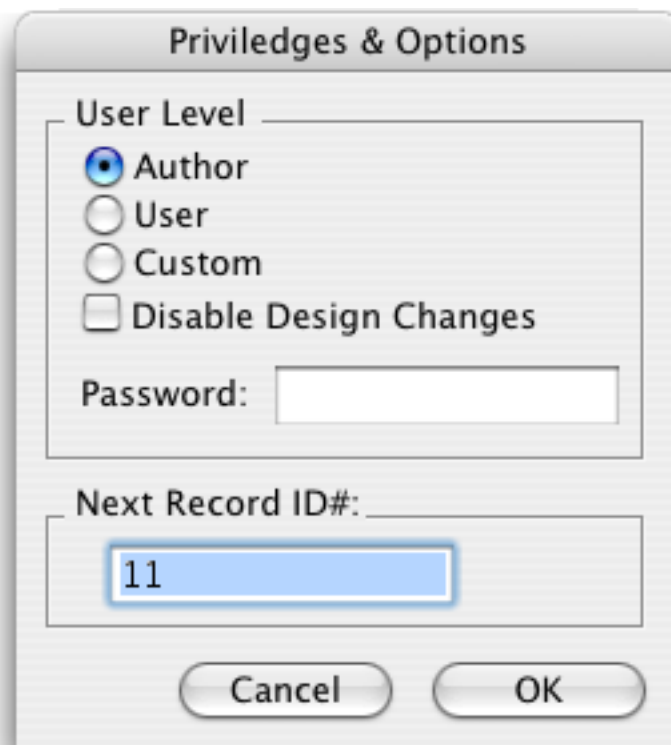 Priviledges & Options
User Level
Author
User
Custom
Disable Design Changes
Password:
Next Record ID#:
11
Cancel
OK